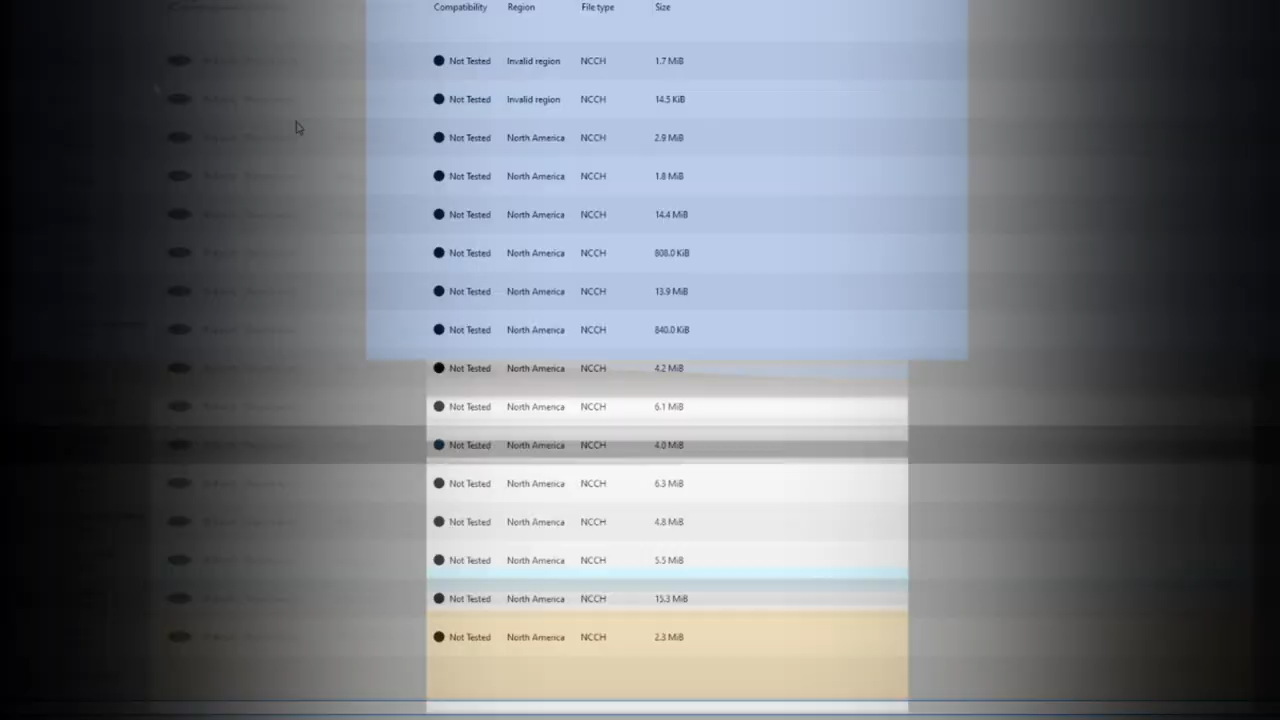 Compatibility Region File type Size
Not Tested Invalid region NCCH 1.7 MiB
Not Tested Invalid region NCCH 14.5 KiB
Not Tested North America NCCH 2.9 MiB
Not Tested North America NCCH 1.8 MiB
Not Tested North America NCCH 14.4 MiB
Not Tested North America NCCH 808.0 KiB
Not Tested North America NCCH 13.9 MiB
Not Tested North America NCCH 840.0 KiB
Not Tested North America NCCH 4.2 MiB
Not Tested North America NCCH 6.1 MiB
Not Tested North America NCCH 4.0 MiB
Not Tested North America NCCH 6.3 MiB
Not Tested North America NCCH 4.8 MiB
Not Tested North America NCCH 5.5 MiB
Not Tested North America NCCH 15.3 MiB
Not Tested North America NCCH 2.3 MiB